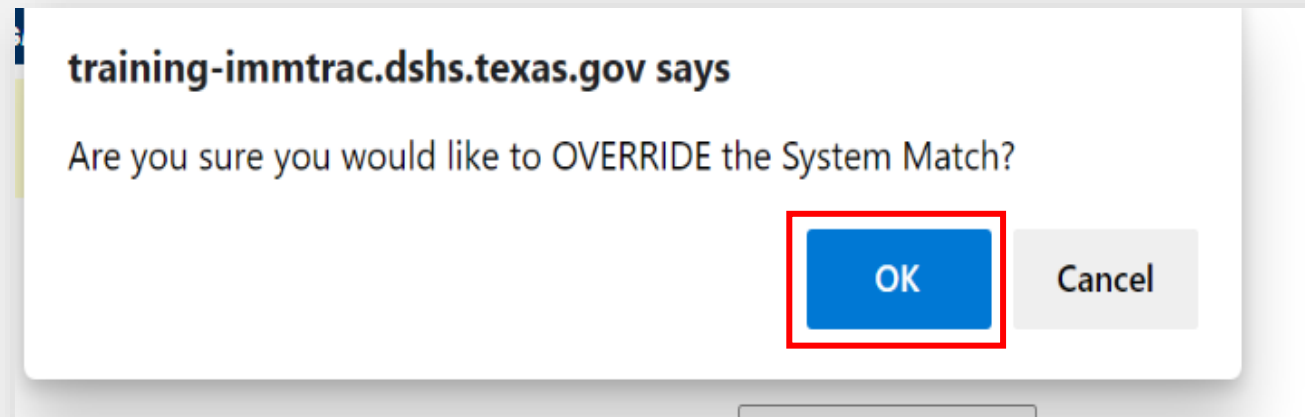 training-immtrac.dshs.texas.gov says
Are you sure you would like to OVERRIDE the System Match?
OK Cancel